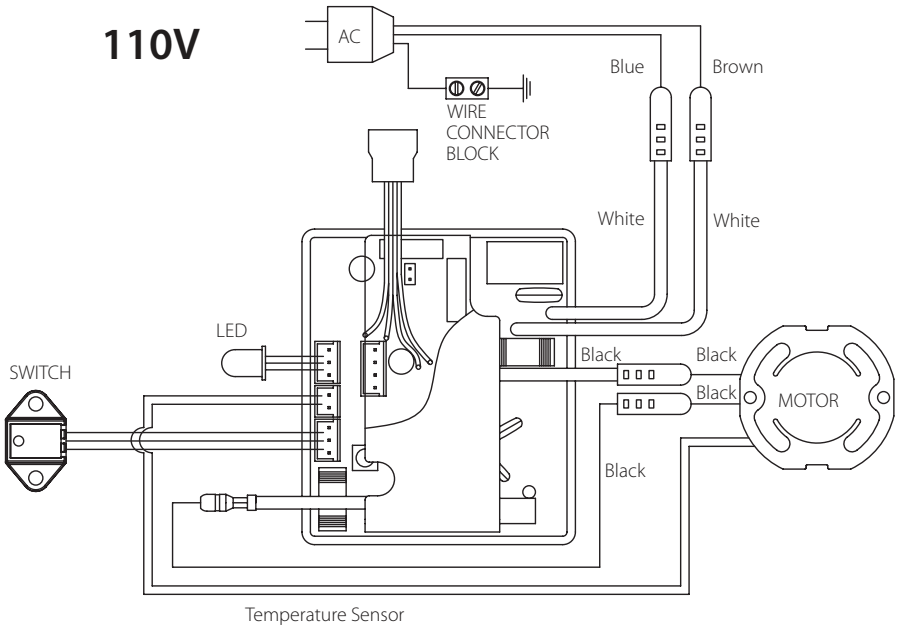 110V
AC
Blue
Brown
WIRE
CONNECTOR
BLOCK
White
White
LED
SWITCH
Black
Black
Black
MOTOR
Black
Temperature Sensor